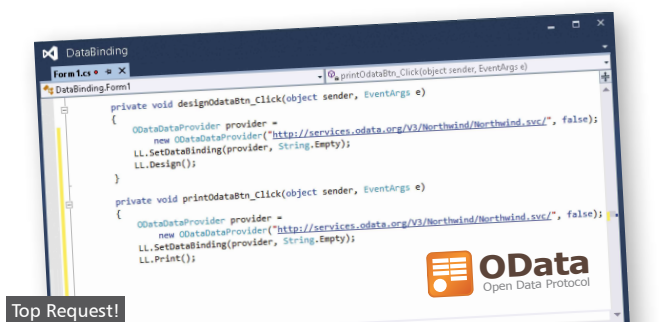 DataBinding
Form1.cs
DataBinding.Form1
printOdataBtn_Click(object sender, EventArgs e)
private void designOdataBtn_Click(object sender, EventArgs e)
{
ODataDataProvider provider =
new ODataDataProvider("http://services.odata.org/V3/Northwind/Northwind.svc/", false);
LL.SetDataBinding(provider, String.Empty);
LL.Design();
}
private void printOdataBtn_Click(object sender, EventArgs e)
{
ODataDataProvider provider =
new ODataDataProvider("http://services.odata.org/V3/Northwind/Northwind.svc/", false);
LL.SetDataBinding(provider, String.Empty);
LL.Print();
OData
Open Data Protocol
Top Request!